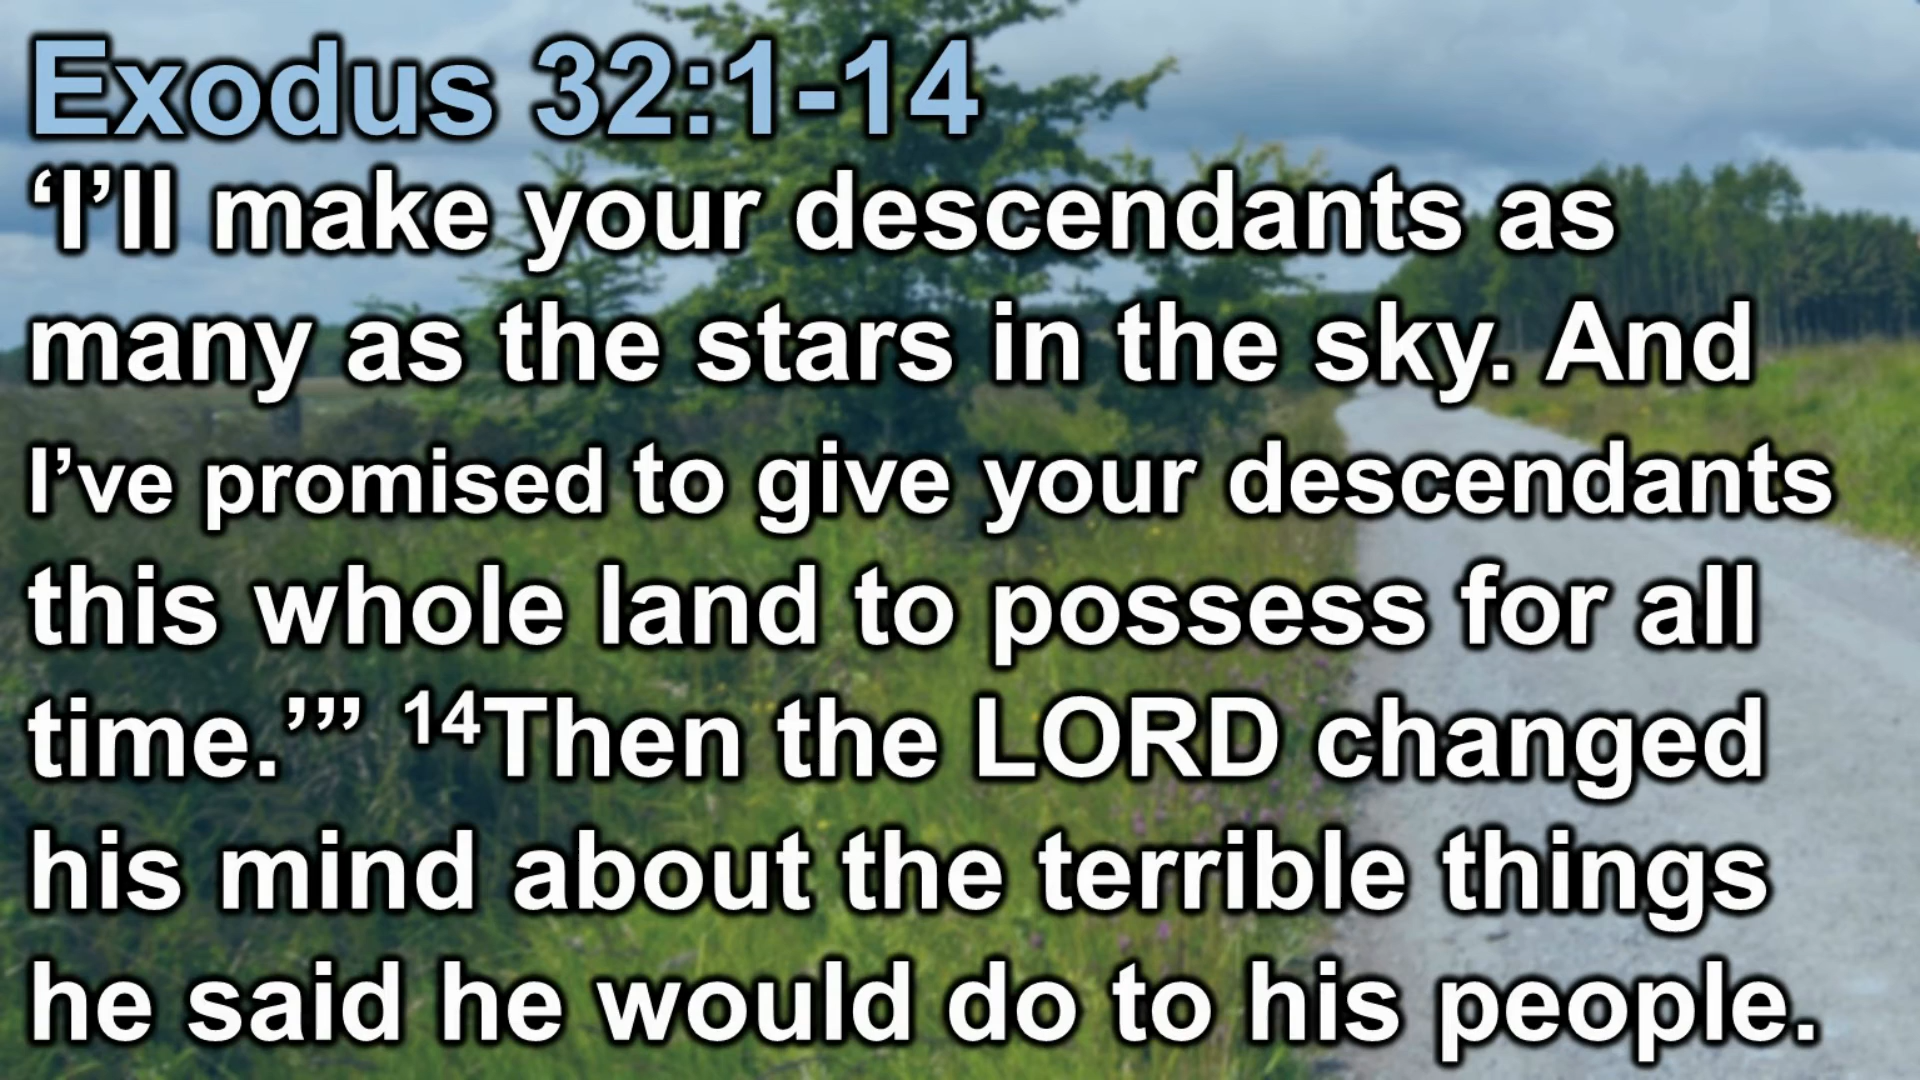 Exodus 32:1-14
‘I’ll make your descendants as
many as the stars in the sky. And
I’ve promised to give your descendants
this whole land to possess for all
time.’” ¹⁴Then the LORD changed
his mind about the terrible things
he said he would do to his people.